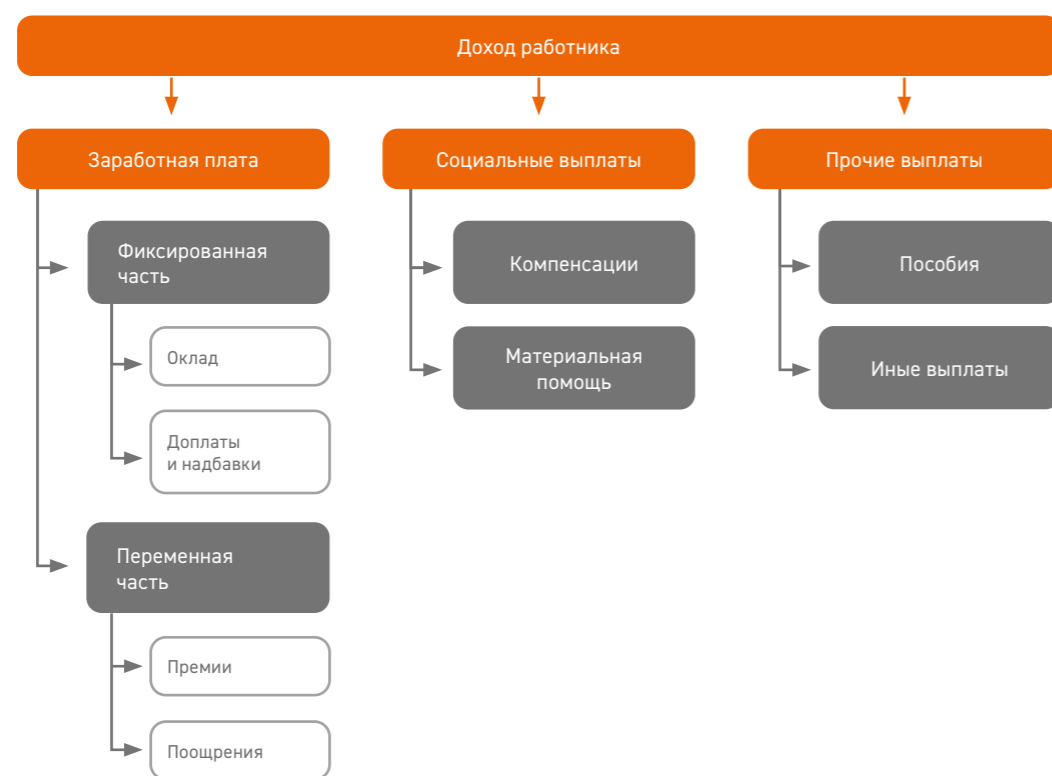 Доход работника
Заработная плата
Социальные выплаты
Прочие выплаты
Фиксированная
часть
Компенсации
Пособия
Оклад
Материальная
помощь
Иные выплаты
Доплаты
и надбавки
Переменная
часть
Премии
Поощрения